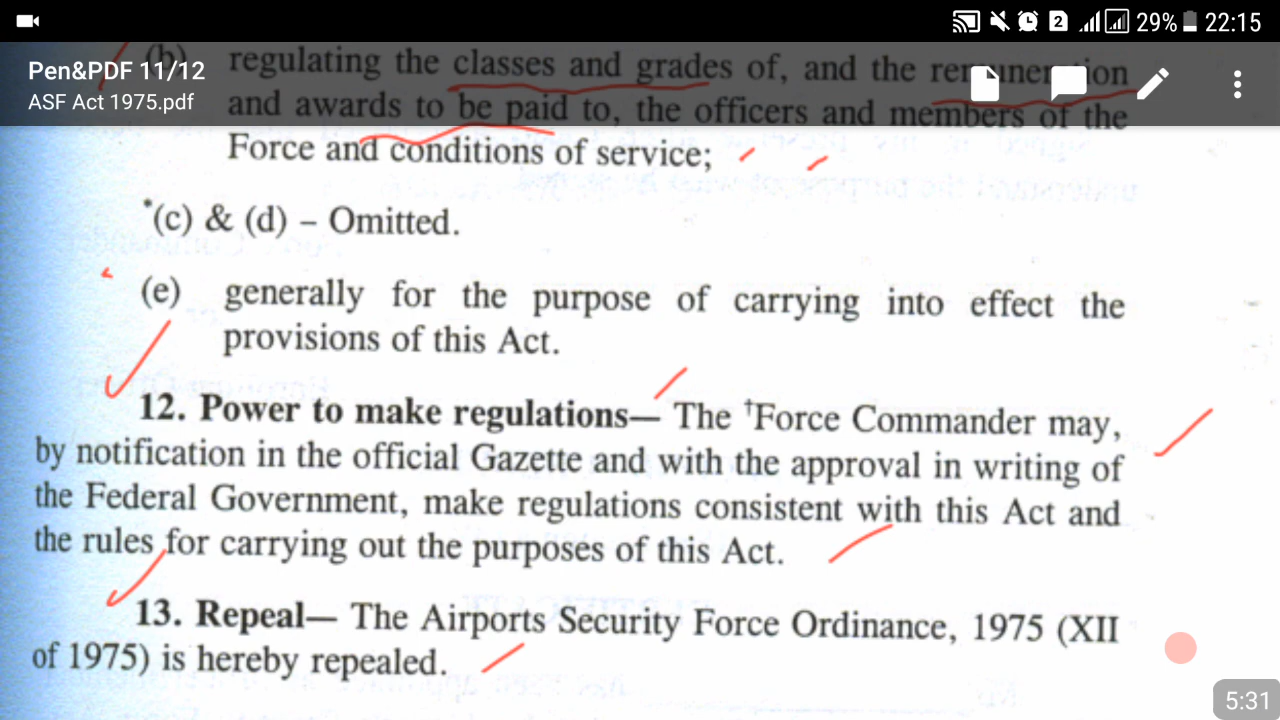 29% 22:15
Pen&PDF 11/12
ASF Act 1975.pdf
(b) regulating the classes and grades of, and the remuneration
and awards to be paid to, the officers and members of the
Force and conditions of service;
*(c) & (d) – Omitted.
(e) generally for the purpose of carrying into effect the
provisions of this Act.
12. Power to make regulations— The †Force Commander may,
by notification in the official Gazette and with the approval in writing of
the Federal Government, make regulations consistent with this Act and
the rules for carrying out the purposes of this Act.
13. Repeal— The Airports Security Force Ordinance, 1975 (XII
of 1975) is hereby repealed.
5:31